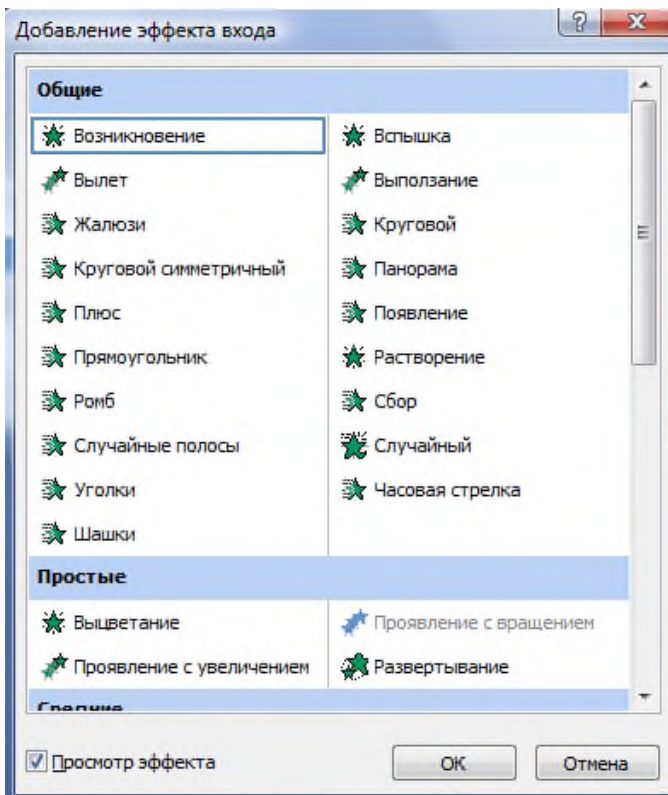 Добавление эффекта входа
Общие
Возникновение
Вспышка
Вылет
Выползание
Жалюзи
Круговой
Круговой симметричный
Панорама
Плюс
Появление
Прямоугольник
Растворение
Ромб
Сбор
Случайные полосы
Случайный
Уголки
Часовая стрелка
Шашки
Простые
Выцветание
Проявление с вращением
Проявление с увеличением
Развертывание
Средние
Просмотр эффекта
ОК
Отмена